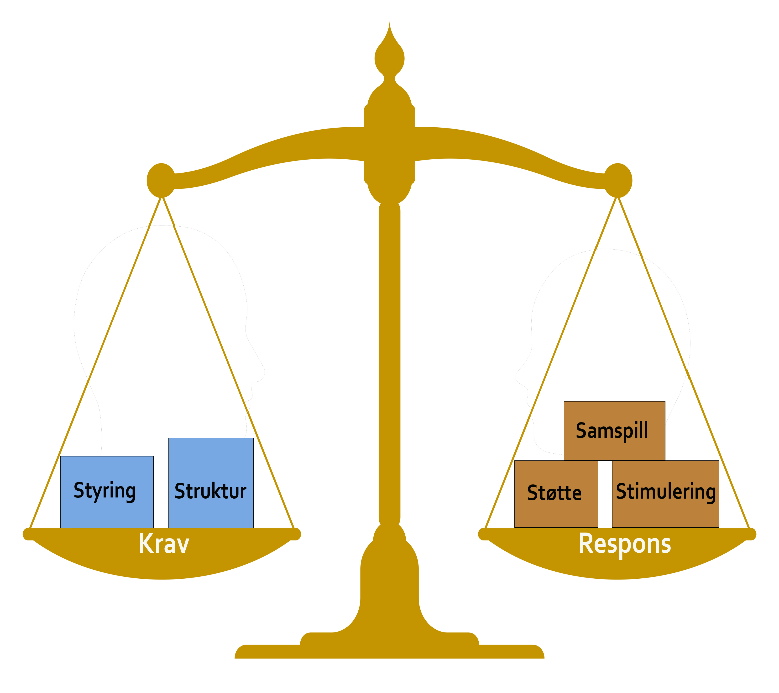 Styring
Struktur
Krav
Samspill
Støtte
Stimulering
Respons